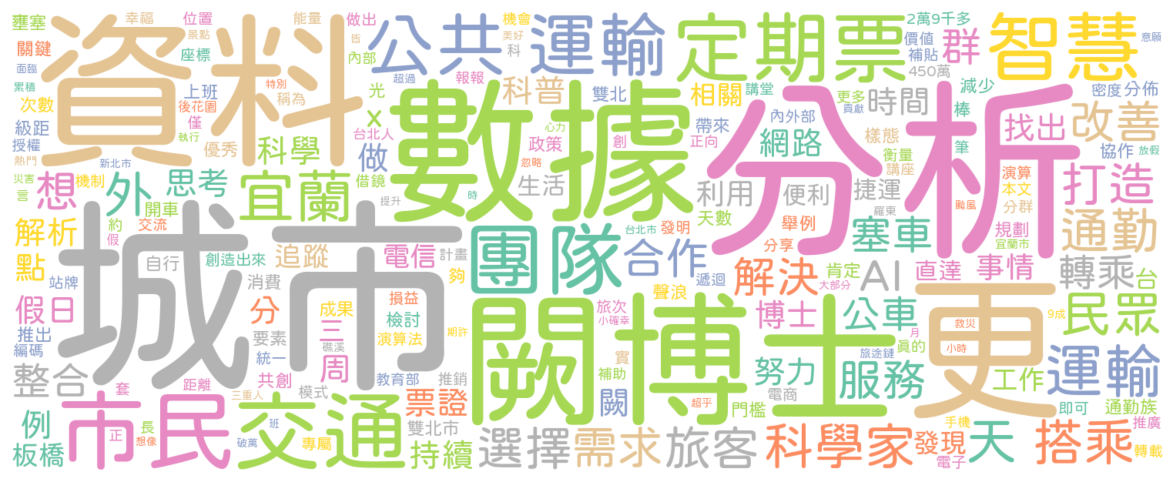 壅塞
幸福
位置
能量
做出
公共
運輸
定期票
機會
2萬9千多
智慧
資料
關鍵
景點
座標
皆
內部
美好
科
價值
群
補貼
意願
面臨
超過
報報
450萬
累積
上班
特別
稱為
光
科普
雙北
相關
講堂
更多
時間
減少
密度
分佈
次數
後花園
僅
數據
貢獻
分析
棒
找出
改善
級距
執行
x
台北人
心力
創
帶來
內外部
樣態
筆
協作
放假
授權
優秀
科學
政策
正向
網路
衡量
熱門
新北市
做
忽略
講座
演算
打造
災害
想
機制
外
思考
宜蘭
借鏡
生活
利用
便利
捷運
本文
言
時
羅東
分群
颱風
解析
約
開車
提升
天數
舉例
規劃
通勤
假
交流
發明
塞車
宜蘭市
點
站牌
城市
創造出來
追蹤
電信
計畫
團隊
台北市
分享
合作
遞迴
解決
肯定
AI
直達
事情
轉乘
台
自行
夠
聲浪
大部分
假日
分
消費
成果
損益
三
檢討
闕博士
旅次
小確幸
博士
公車
更
救災
9成
民眾
推出
要素
演算法
期許
實
月
編碼
統一
礁溪
周
補助
旅途鏈
真的
小時
整合
套
距離
共創
模式
教育部
推銷
闕
超乎
電商
努力
服務
工作
運輸
例
市民
三重人
交通
票證
門檻
即可
通勤族
正
長
班
雙北市
手機
推廣
板橋
想像
破萬
專屬
持續
選擇
需求
旅客
科學家
發現
電子
天
搭乘
轉載